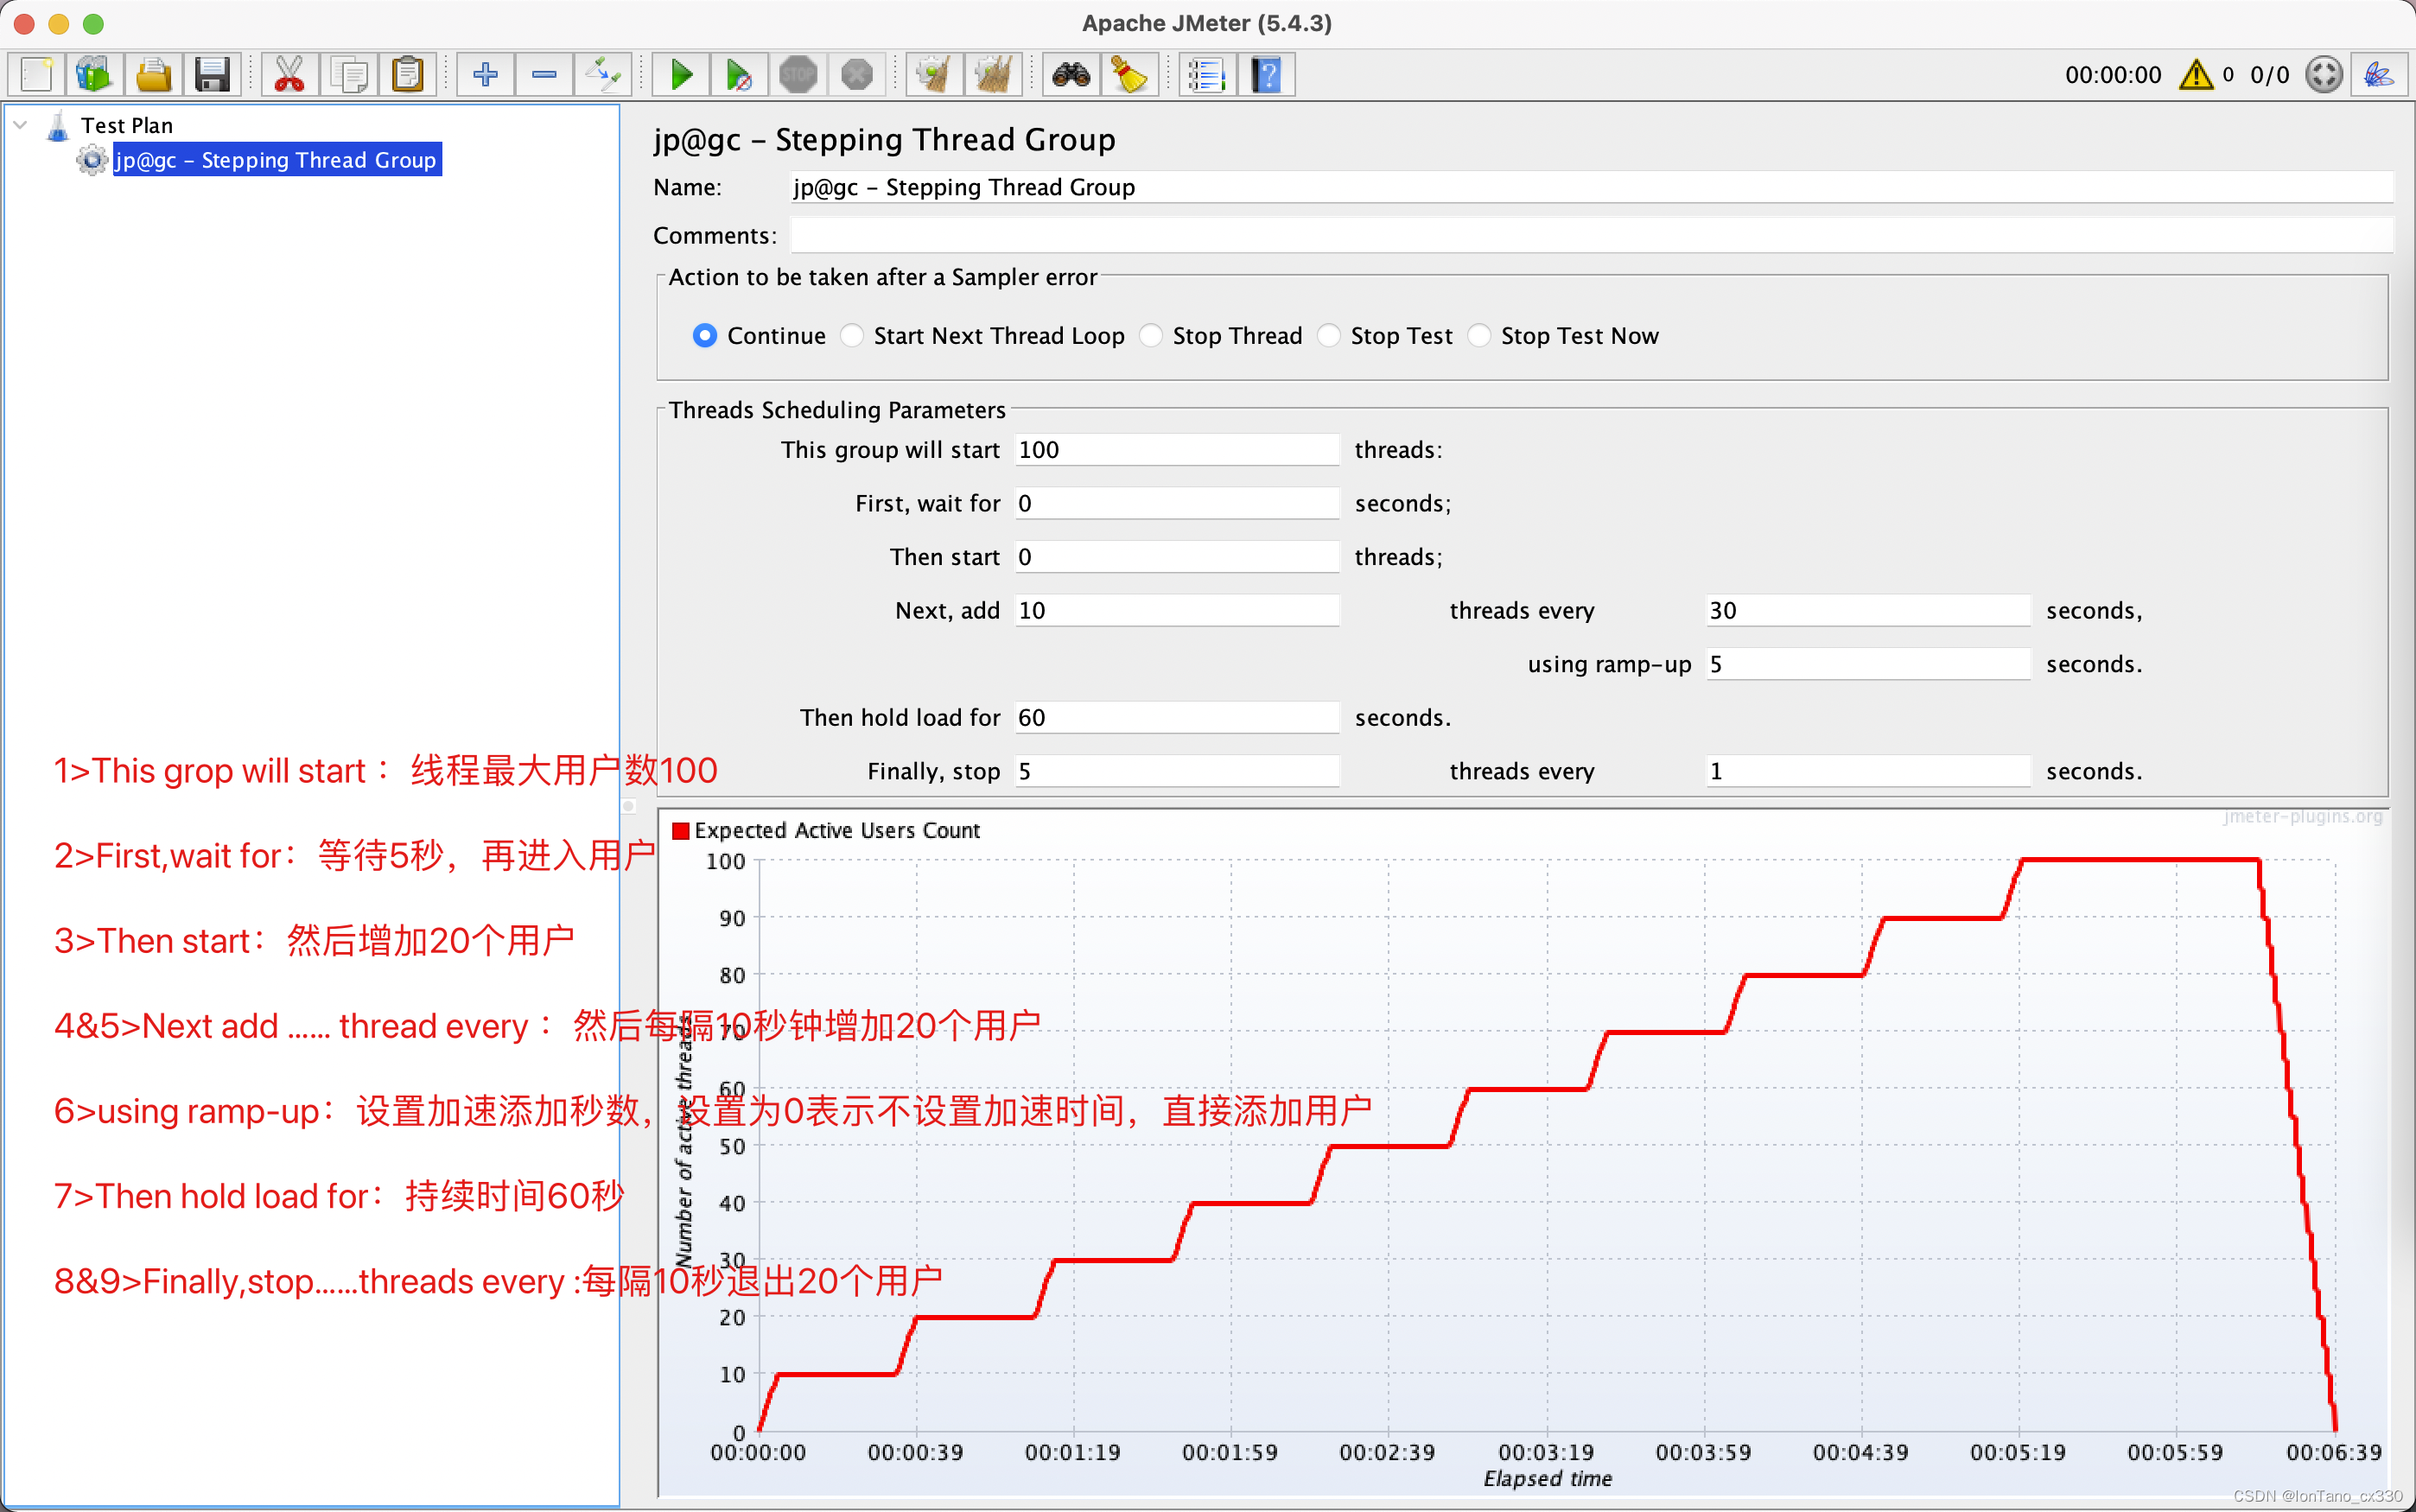 Apache JMeter (5.4.3)
STOP
00:00:00 0 0/0
Test Plan
jp@gc - Stepping Thread Group
jp@gc - Stepping Thread Group
Name: jp@gc - Stepping Thread Group
Comments:
Action to be taken after a Sampler error
Continue Start Next Thread Loop Stop Thread Stop Test Stop Test Now
Threads Scheduling Parameters
This group will start 100 threads:
First, wait for 0 seconds;
Then start 0 threads;
Next, add 10 threads every 30 seconds,
using ramp-up 5 seconds.
Then hold load for 60 seconds.
Finally, stop 5 threads every 1 seconds.
1>This grop will start： 线程最大用户数100
2>First,wait for：等待5秒，再进入用户
3>Then start：然后增加20个用户
4&5>Next add …… thread every： 然后每隔10秒钟增加20个用户
6>using ramp-up：设置加速添加秒数，设置为0表示不设置加速时间，直接添加用户
7>Then hold load for：持续时间60秒
8&9>Finally,stop……threads every :每隔10秒退出20个用户
jmeter-plugins.org
Expected Active Users Count
100
90
80
70
60
50
40
30
20
10
0
Number of active threads
00:00:00 00:00:39 00:01:19 00:01:59 00:02:39 00:03:19 00:03:59 00:04:39 00:05:19 00:05:59 00:06:39
Elapsed time
CSDN @lonTano_cx330